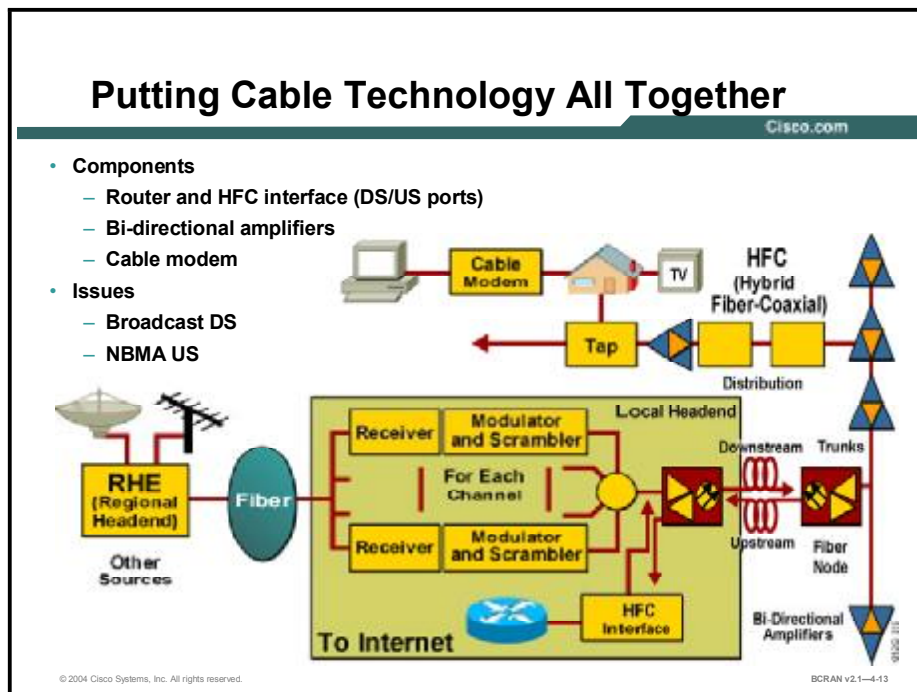 Putting Cable Technology All Together
Cisco.com
• Components
– Router and HFC interface (DS/US ports)
– Bi-directional amplifiers
– Cable modem
• Issues
– Broadcast DS
– NBMA US
Cable
Modem
TV
HFC
(Hybrid
Fiber-Coaxial)
Tap
Distribution
RHE
(Regional
Headend)
Other
Sources
Fiber
Local Headend
Receiver
Modulator
and Scrambler
For Each
Channel
Receiver
Modulator
and Scrambler
HFC
Interface
To Internet
Downstream
Trunks
Upstream
Fiber
Node
Bi-Directional
Amplifiers
© 2004 Cisco Systems, Inc. All rights reserved.
BCRAN v2.1—4-13